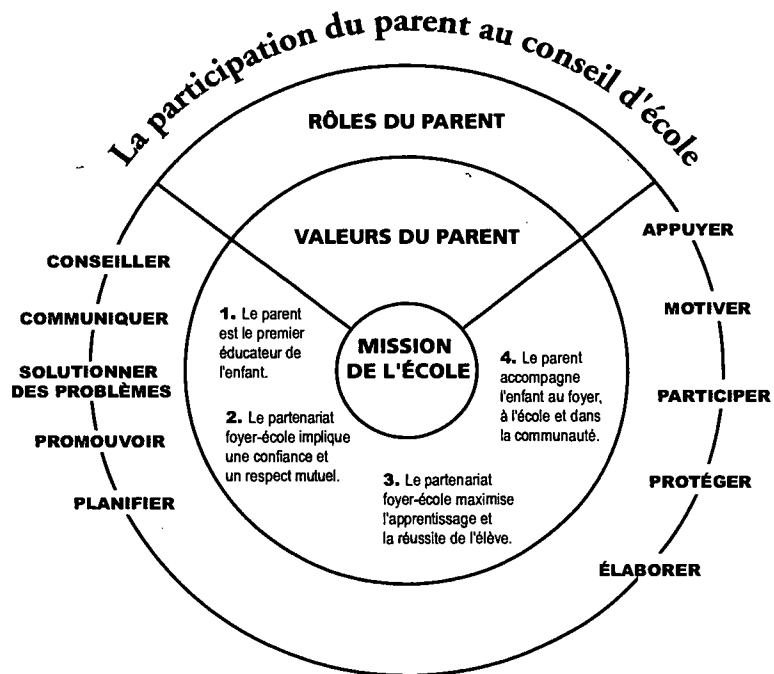 La participation du parent au conseil d'école
RÔLES DU PARENT
VALEURS DU PARENT
MISSION
DE L'ÉCOLE
CONSEILLER
COMMUNIQUER
SOLUTIONNER
DES PROBLÈMES
PROMOUVOIR
PLANIFIER
APPUYER
MOTIVER
PARTICIPER
PROTÉGER
ÉLABORER
1. Le parent
est le premier
éducateur de
l'enfant.
2. Le partenariat
foyer-école implique
une confiance et
un respect mutuel.
3. Le partenariat
foyer-école maximise
l'apprentissage et
la réussite de l'élève.
4. Le parent
accompagne
l'enfant au foyer,
à l'école et dans
la communauté.